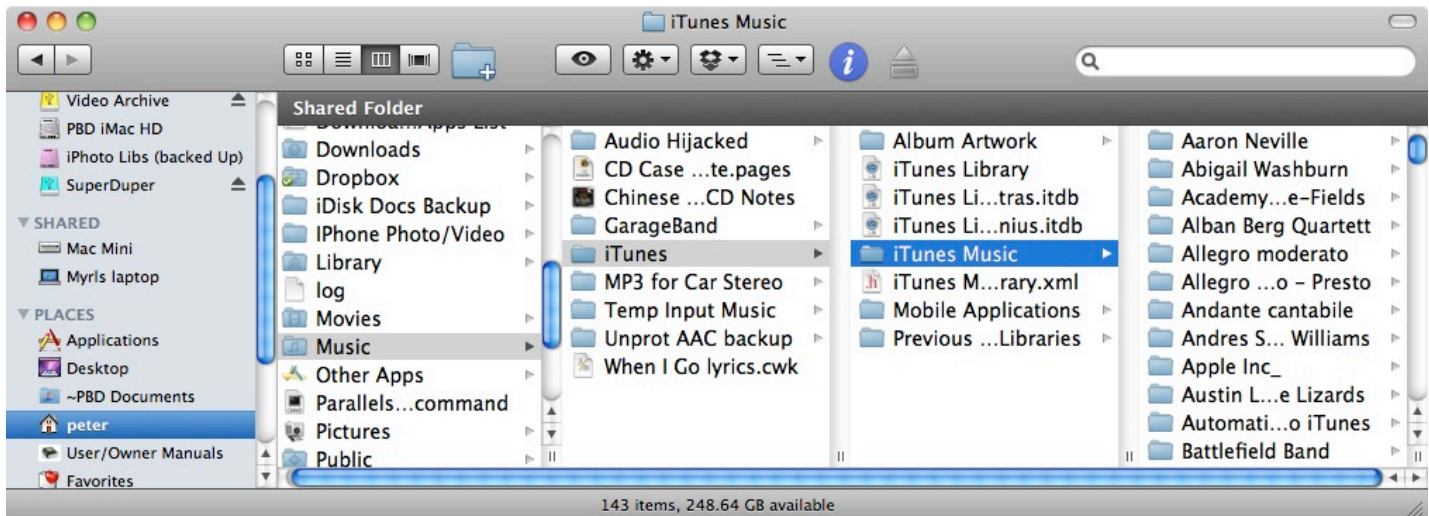 iTunes Music
Shared Folder
Video Archive
PBD iMac HD
iPhoto Libs (backed Up)
SuperDuper
SHARED
Mac Mini
Myrls laptop
PLACES
Applications
Desktop
~PBD Documents
peter
User/Owner Manuals
Favorites
Downloads
Dropbox
iDisk Docs Backup
IPhone Photo/Video
Library
log
Movies
Music
Other Apps
Parallels...command
Pictures
Public
Audio Hijacked
CD Case ...te.pages
Chinese ...CD Notes
GarageBand
iTunes
MP3 for Car Stereo
Temp Input Music
Unprot AAC backup
When I Go lyrics.cwk
Album Artwork
iTunes Library
iTunes Li...tras.itdb
iTunes Li...nius.itdb
iTunes Music
iTunes M...rary.xml
Mobile Applications
Previous ...Libraries
Aaron Neville
Abigail Washburn
Academy...e-Fields
Alban Berg Quartett
Allegro moderato
Allegro ...o – Presto
Andante cantabile
Andres S... Williams
Apple Inc_
Austin L...e Lizards
Automati...o iTunes
Battlefield Band
143 items, 248.64 GB available